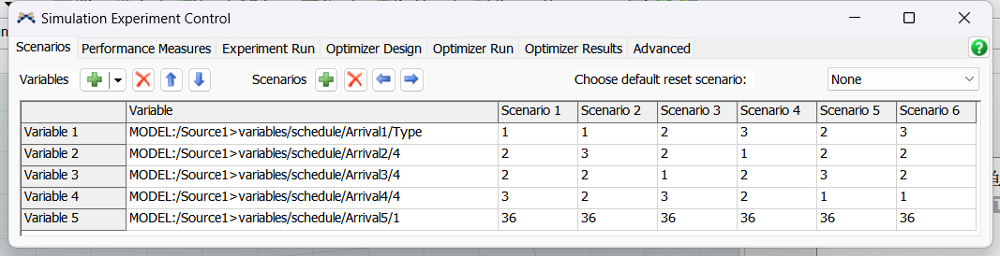 Simulation Experiment Control
Scenarios Performance Measures Experiment Run Optimizer Design Optimizer Run Optimizer Results Advanced
Variables Scenarios Choose default reset scenario: None
Variable Scenario 1 Scenario 2 Scenario 3 Scenario 4 Scenario 5 Scenario 6
Variable 1 MODEL:/Source1>variables/schedule/Arrival1/Type 1 1 2 3 2 3
Variable 2 MODEL:/Source1>variables/schedule/Arrival2/4 2 3 2 1 2 2
Variable 3 MODEL:/Source1>variables/schedule/Arrival3/4 2 2 1 2 3 2
Variable 4 MODEL:/Source1>variables/schedule/Arrival4/4 3 2 3 2 1 1
Variable 5 MODEL:/Source1>variables/schedule/Arrival5/1 36 36 36 36 36 36